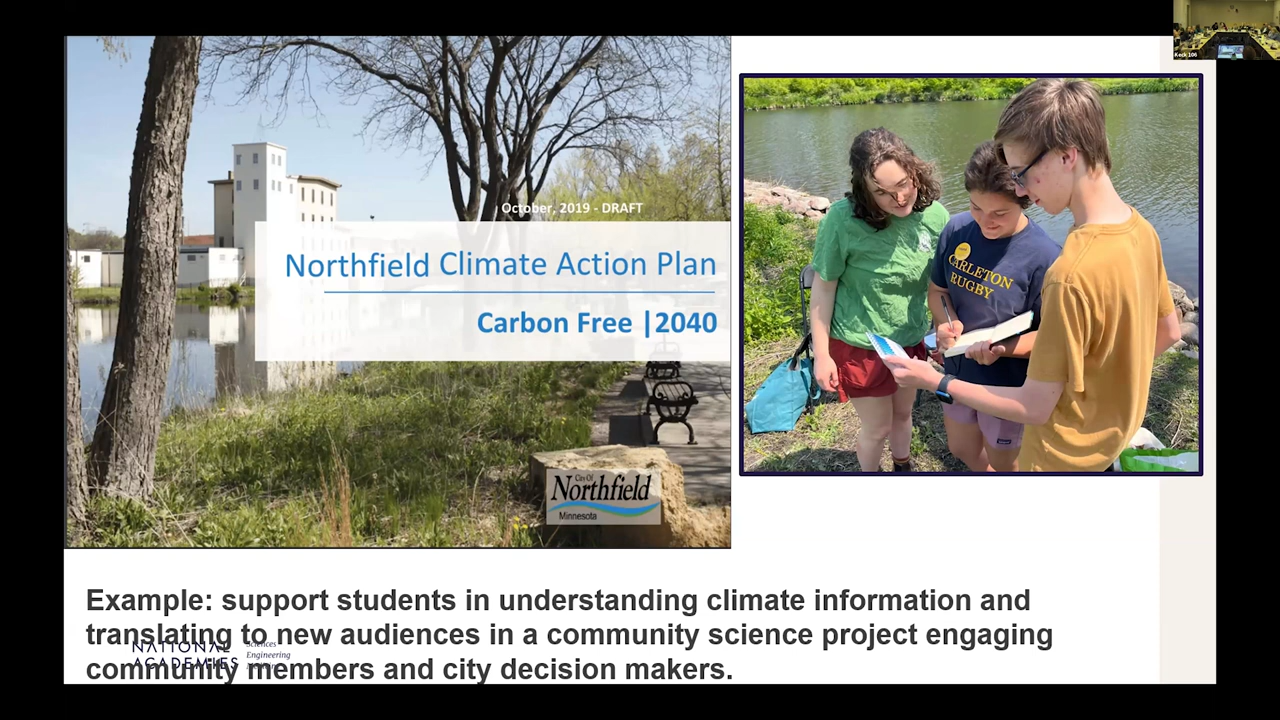 Keck 106
October, 2019 - DRAFT
Northfield Climate Action Plan
Carbon Free |2040
CARLETON
RUGBY
City Of
Northfield
Minnesota
Example: support students in understanding climate information and
translating to new audiences in a community science project engaging
community members and city decision makers.
NATIONAL
ACADEMIES
Sciences
Engineering